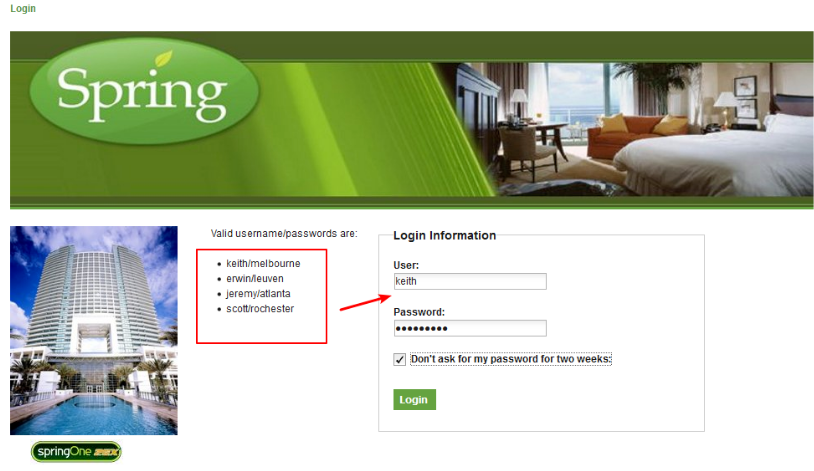 Login
Spring
Valid username/passwords are:
keith/melbourne
erwin/leuven
jeremy/atlanta
scott/rochester
Login Information
User:
keith
Password:
Don't ask for my password for two weeks:
Login
springOne 2GX